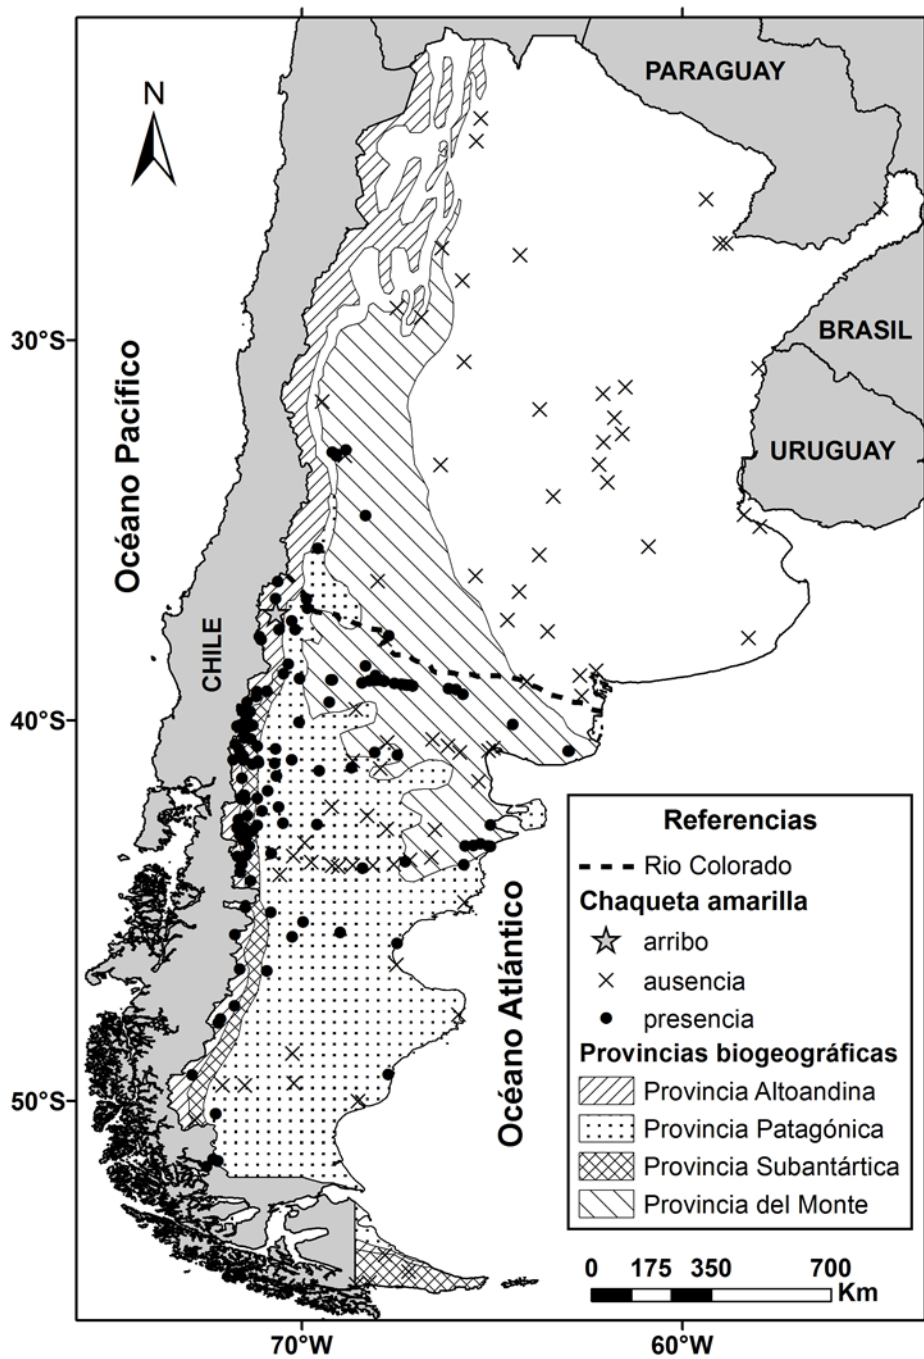 N
PARAGUAY
30°S
BRASIL
URUGUAY
Océano Pacífico
CHILE
40°S
Océano Atlántico
50°S
Referencias
Rio Colorado
Chaqueta amarilla
arribo
ausencia
presencia
Provincias biogeográficas
Provincia Altoandina
Provincia Patagónica
Provincia Subantártica
Provincia del Monte
0 175 350 700
Km
70°W 60°W